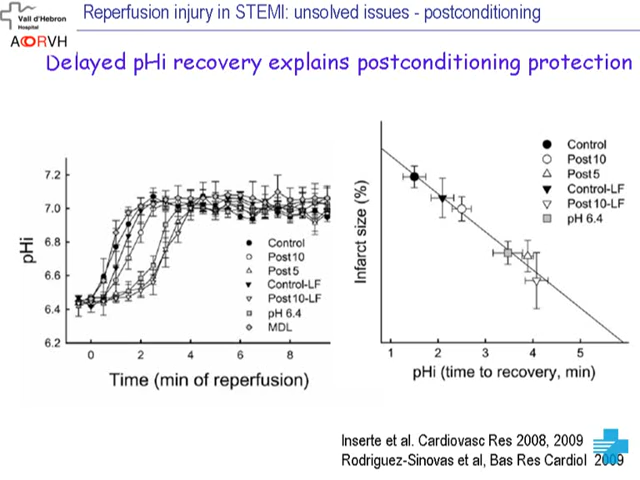 Reperfusion injury in STEMI: unsolved issues - postconditioning
Vall d'Hebron
Hospital
ACORVH
Delayed pHi recovery explains postconditioning protection
7.2
7.0
6.8
6.6
6.4
6.2
pHi
Control
Post10
Post5
Control-LF
Post10-LF
pH 6.4
MDL
0 2 4 6 8
Time (min of reperfusion)
Infarct size (%)
Control
Post10
Post5
Control-LF
Post 10-LF
pH 6.4
1 2 3 4 5
pHi (time to recovery, min)
Inserte et al. Cardiovasc Res 2008, 2009
Rodriguez-Sinovas et al, Bas Res Cardiol 2009